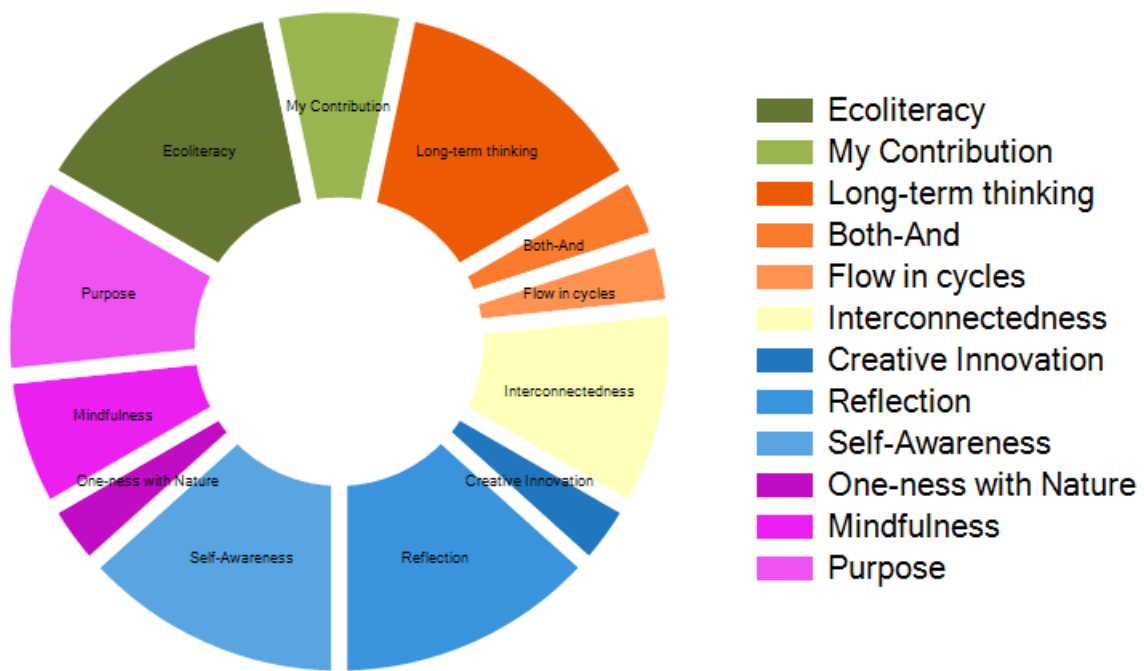 My Contribution
Ecoliteracy
Long-term thinking
Both-And
Purpose
Flow in cycles
Interconnectedness
Mindfulness
One-ness with Nature
Creative Innovation
Self-Awareness
Reflection
Ecoliteracy
My Contribution
Long-term thinking
Both-And
Flow in cycles
Interconnectedness
Creative Innovation
Reflection
Self-Awareness
One-ness with Nature
Mindfulness
Purpose